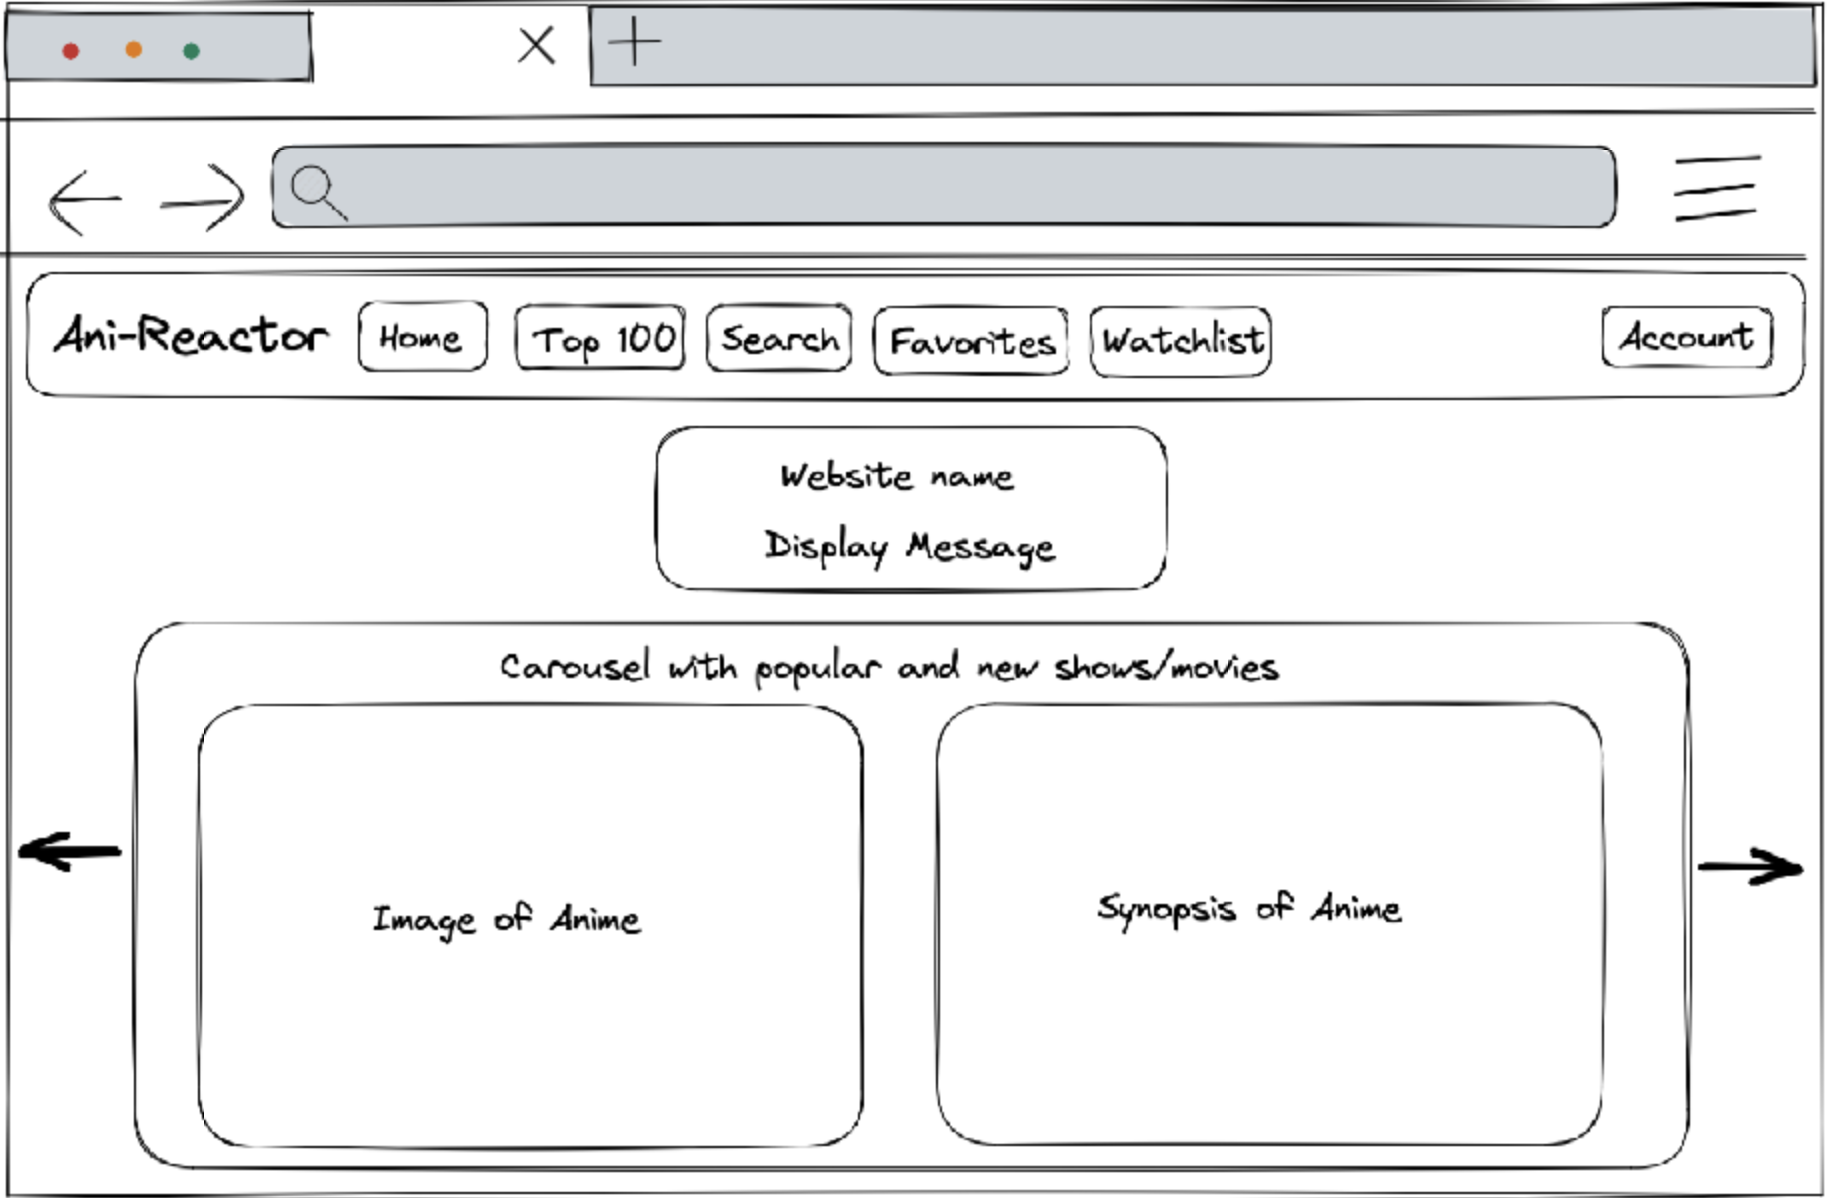 Ani-Reactor Home Top 100 Search Favorites Watchlist Account
Website name
Display Message
Carousel with popular and new shows/movies
Image of Anime
Synopsis of Anime